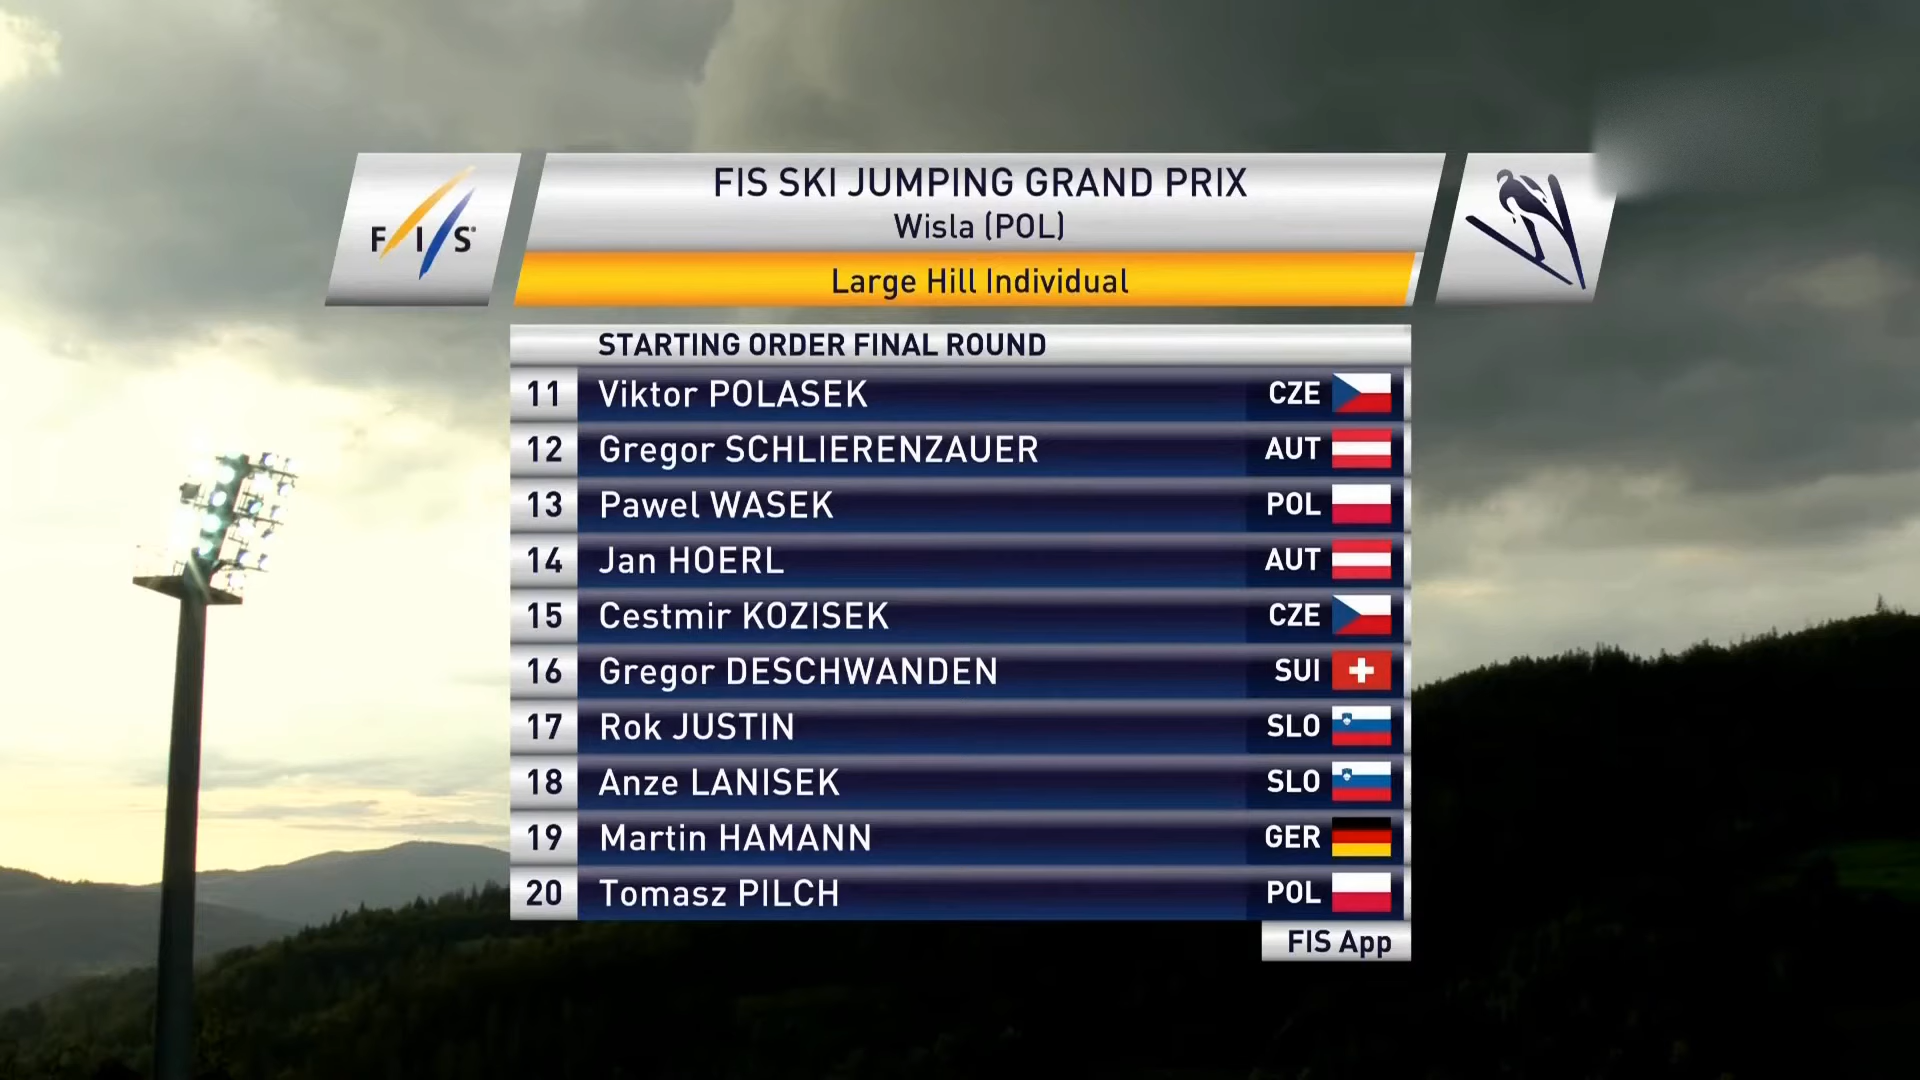 FIS
FIS SKI JUMPING GRAND PRIX
Wisla (POL)
Large Hill Individual
STARTING ORDER FINAL ROUND
11 Viktor POLASEK CZE
12 Gregor SCHLIERENZAUER AUT
13 Pawel WASEK POL
14 Jan HOERL AUT
15 Cestmir KOZISEK CZE
16 Gregor DESCHWANDEN SUI
17 Rok JUSTIN SLO
18 Anze LANISEK SLO
19 Martin HAMANN GER
20 Tomasz PILCH POL
FIS App